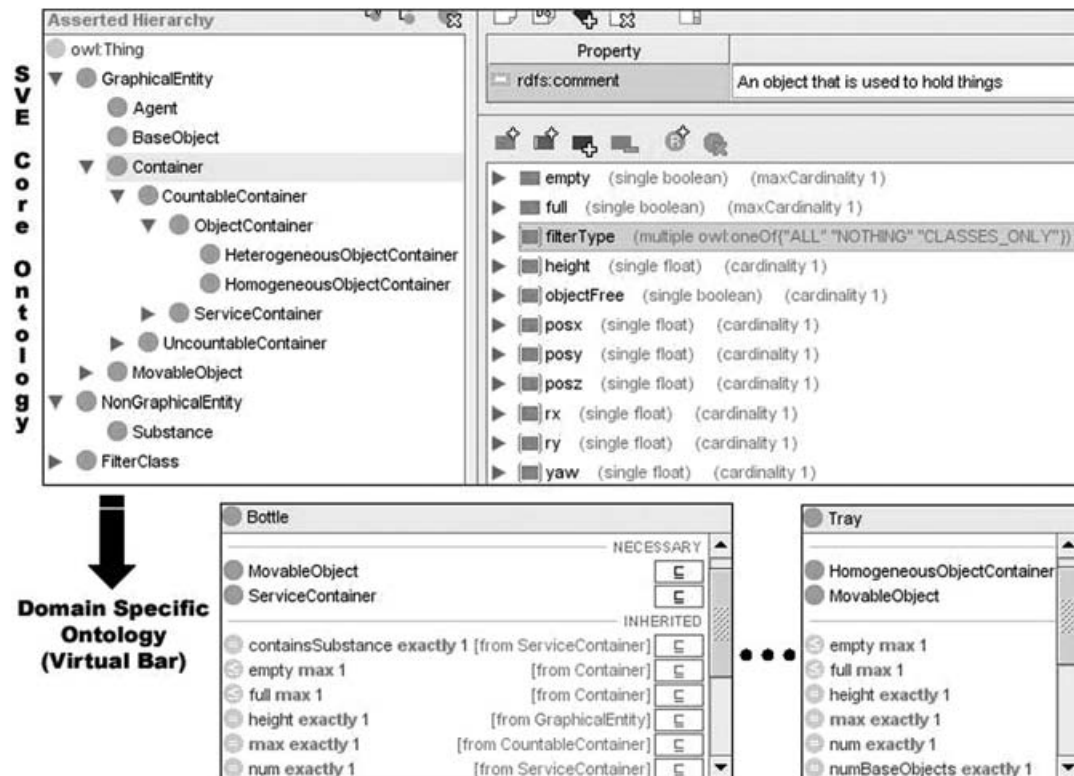 SVE Core Ontology
Asserted Hierarchy
owl:Thing
GraphicalEntity
Agent
BaseObject
Container
CountableContainer
ObjectContainer
HeterogeneousObjectContainer
HomogeneousObjectContainer
ServiceContainer
UncountableContainer
MovableObject
NonGraphicalEntity
Substance
FilterClass
Property
rdfs:comment An object that is used to hold things
empty (single boolean) (maxCardinality 1)
full (single boolean) (maxCardinality 1)
filterType (multiple owl:oneOf{"ALL" "NOTHING" "CLASSES_ONLY"})
height (single float) (cardinality 1)
objectFree (single boolean) (cardinality 1)
posx (single float) (cardinality 1)
posy (single float) (cardinality 1)
posz (single float) (cardinality 1)
rx (single float) (cardinality 1)
ry (single float) (cardinality 1)
yaw (single float) (cardinality 1)
Domain Specific
Ontology
(Virtual Bar)
Bottle
NECESSARY
MovableObject ⊑
ServiceContainer ⊑
INHERITED
containsSubstance exactly 1 [from ServiceContainer] ⊑
empty max 1 [from Container] ⊑
full max 1 [from Container] ⊑
height exactly 1 [from GraphicalEntity] ⊑
max exactly 1 [from CountableContainer] ⊑
num exactly 1 [from ServiceContainer] ⊑
Tray
HomogeneousObjectContainer
MovableObject
empty max 1
full max 1
height exactly 1
max exactly 1
num exactly 1
numBaseObjects exactly 1